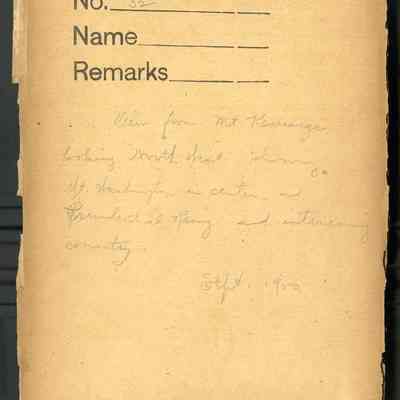 No. 32
Name
Remarks
View from Mt. Kearsarge
looking North West showing
Mt. Washington in center and
Presidential Range and intervening
country.
Sept. 1900